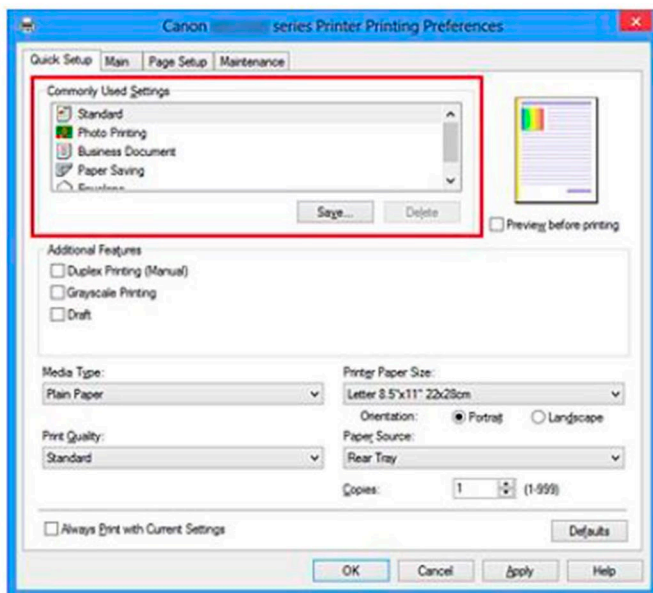 Canon series Printer Printing Preferences
Quick Setup Main Page Setup Maintenance
Commonly Used Settings
Standard
Photo Printing
Business Document
Paper Saving
Envelope
Save... Delete
Preview before printing
Additional Features
Duplex Printing (Manual)
Grayscale Printing
Draft
Media Type: Printer Paper Size:
Plain Paper Letter 8.5"x11" 22x28cm
Orientation: Portrait Landscape
Print Quality: Paper Source:
Standard Rear Tray
Copies: 1 (1-999)
Always Print with Current Settings Defaults
OK Cancel Apply Help